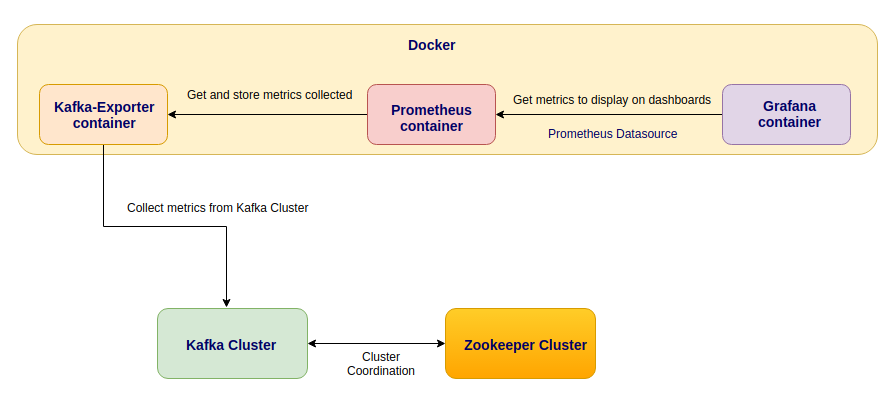 Docker
Kafka-Exporter
container
Get and store metrics collected
Prometheus
container
Get metrics to display on dashboards
Prometheus Datasource
Grafana
container
Collect metrics from Kafka Cluster
Kafka Cluster
Cluster
Coordination
Zookeeper Cluster